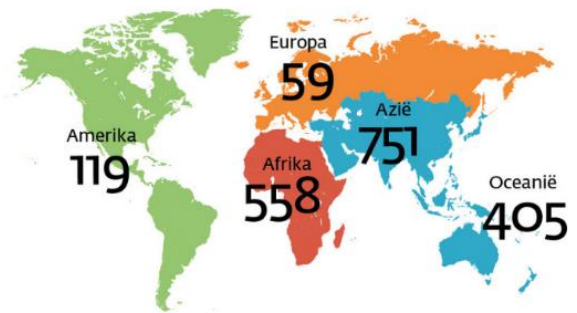 Europa
59
Azië
751
Amerika
119
Afrika
558
Oceanië
405